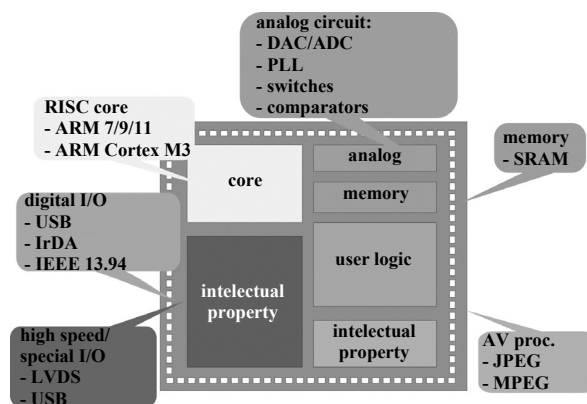 analog circuit:
- DAC/ADC
- PLL
- switches
- comparators
RISC core
- ARM 7/9/11
- ARM Cortex M3
memory
- SRAM
digital I/O
- USB
- IrDA
- IEEE 13.94
high speed/
special I/O
- LVDS
- USB
core
analog
memory
user logic
intelectual
property
intelectual
property
AV proc.
- JPEG
- MPEG